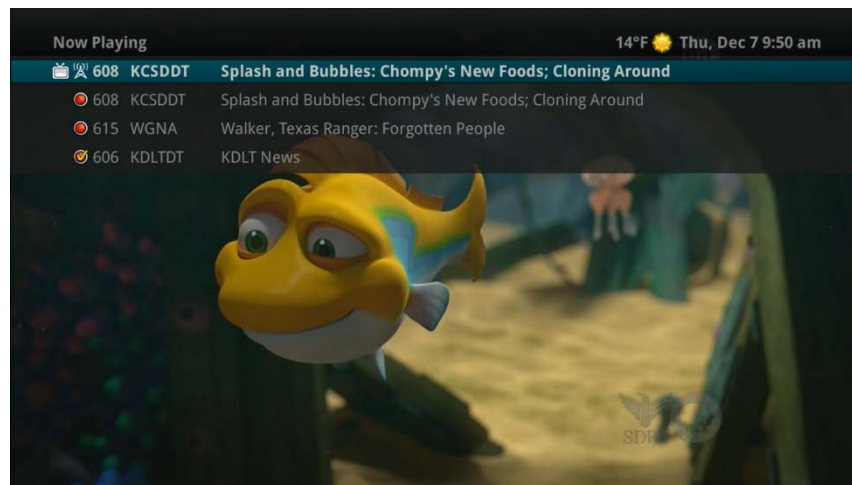 Now Playing 14°F Thu, Dec 7 9:50 am
608 KCSDDT Splash and Bubbles: Chompy's New Foods; Cloning Around
608 KCSDDT Splash and Bubbles: Chompy's New Foods; Cloning Around
615 WGNA Walker, Texas Ranger: Forgotten People
606 KDLTDT KDLT News